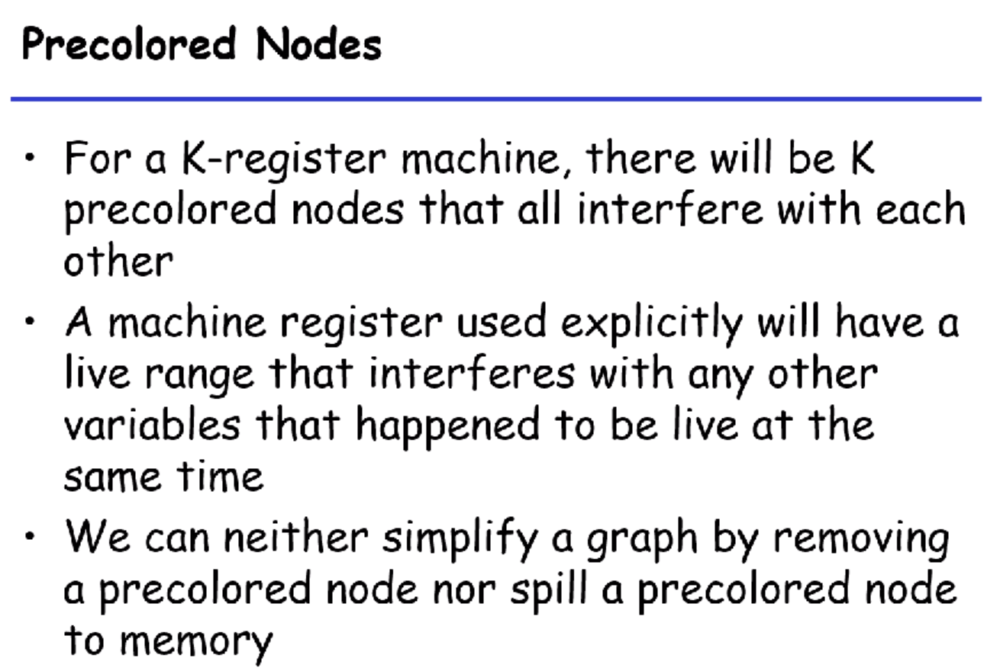 Precolored Nodes
• For a K-register machine, there will be K
precolored nodes that all interfere with each
other
• A machine register used explicitly will have a
live range that interferes with any other
variables that happened to be live at the
same time
• We can neither simplify a graph by removing
a precolored node nor spill a precolored node
to memory